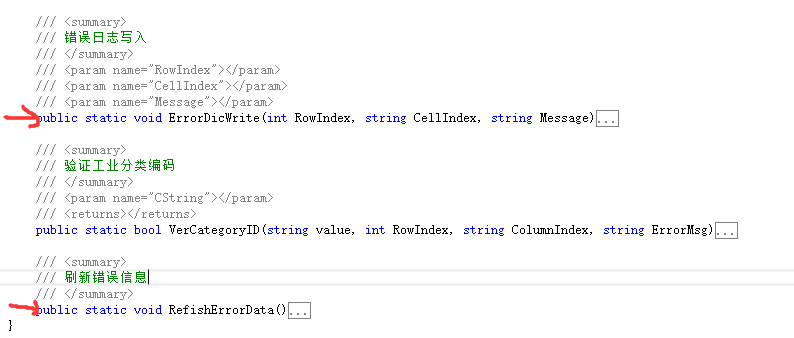 /// <summary>
/// 错误日志写入
/// </summary>
/// <param name="RowIndex"></param>
/// <param name="CellIndex"></param>
/// <param name="Message"></param>
public static void ErrorDicWrite(int RowIndex, string CellIndex, string Message)...
/// <summary>
/// 验证工业分类编码
/// </summary>
/// <param name="CString"></param>
/// <returns></returns>
public static bool VerCategoryID(string value, int RowIndex, string ColumnIndex, string ErrorMsg)...
/// <summary>
/// 刷新错误信息
/// </summary>
public static void RefishErrorData()...
}